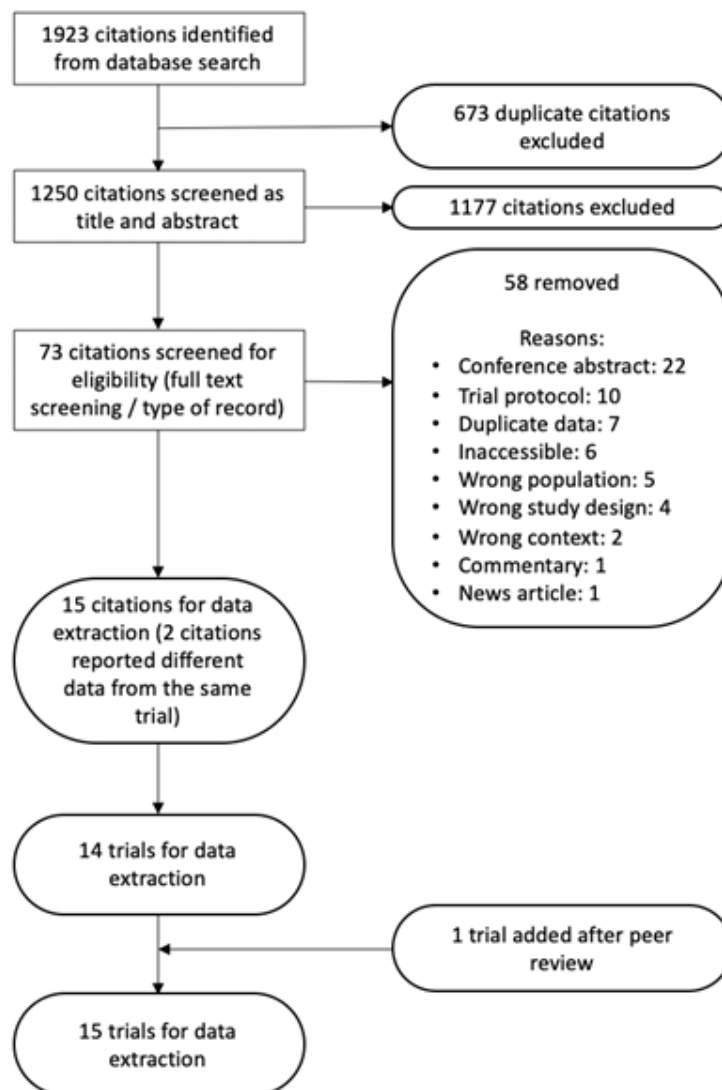 1923 citations identified
from database search
673 duplicate citations
excluded
1250 citations screened as
title and abstract
1177 citations excluded
73 citations screened for
eligibility (full text
screening / type of record)
58 removed
Reasons:
• Conference abstract: 22
• Trial protocol: 10
• Duplicate data: 7
• Inaccessible: 6
• Wrong population: 5
• Wrong study design: 4
• Wrong context: 2
• Commentary: 1
• News article: 1
15 citations for data
extraction (2 citations
reported different
data from the same
trial)
14 trials for data
extraction
1 trial added after peer
review
15 trials for data
extraction